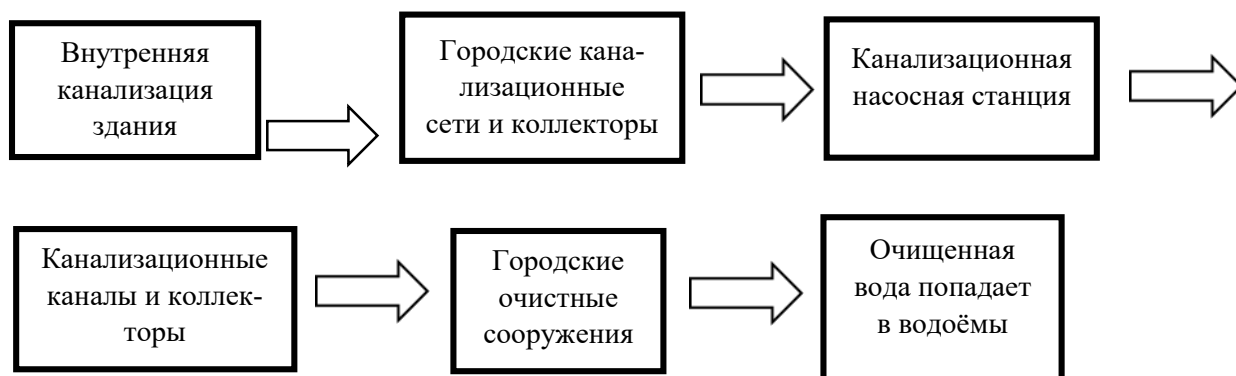 Внутренняя
канализация
здания
Городские кана-
лизационные
сети и коллекторы
Канализационная
насосная станция
Канализационные
каналы и коллек-
торы
Городские
очистные
сооружения
Очищенная
вода попадает
в водоёмы